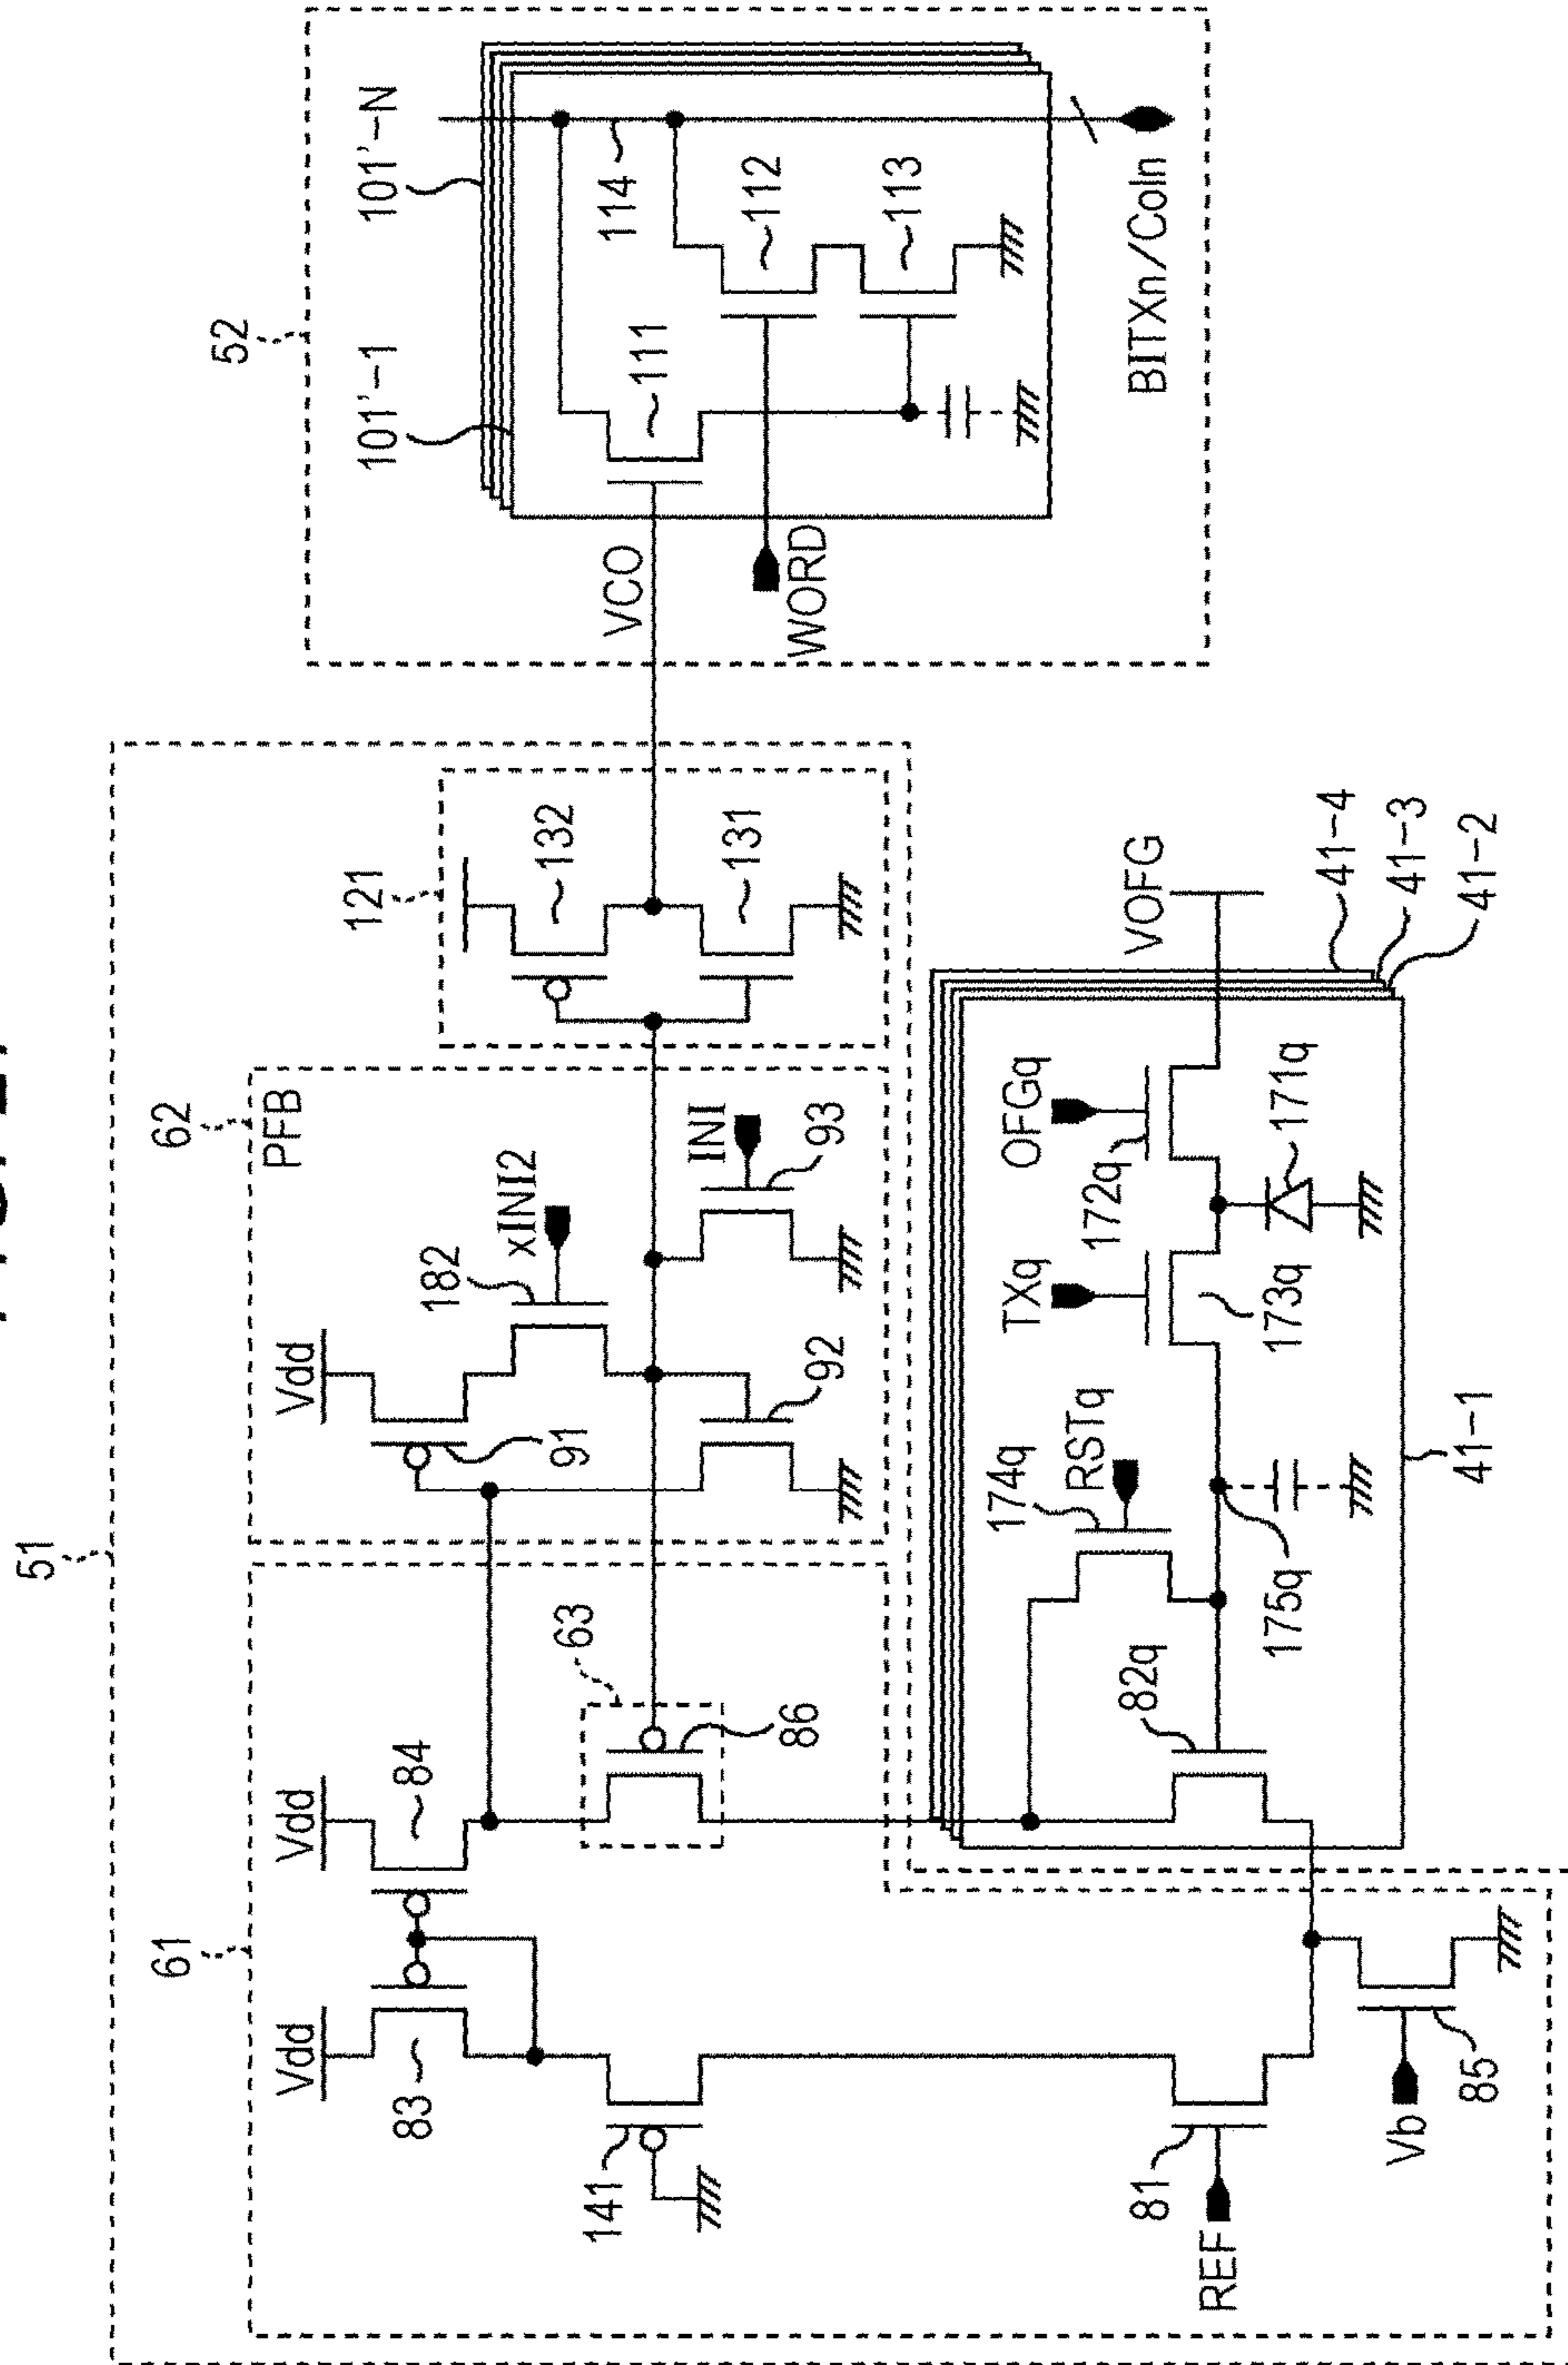 51
61
62
PFB
52
Vdd
Vdd
Vdd
83
84
63
86
141
91
182
xINI2
92
INI
93
121
132
131
VCO
WORD
101'-1
101'-N
111
112
113
114
BITXn/Coln
81
REF
Vb
85
82q
174q
RSTq
175q
TXq
173q
172q
OFGq
171q
VOFG
41-1
41-4
41-3
41-2